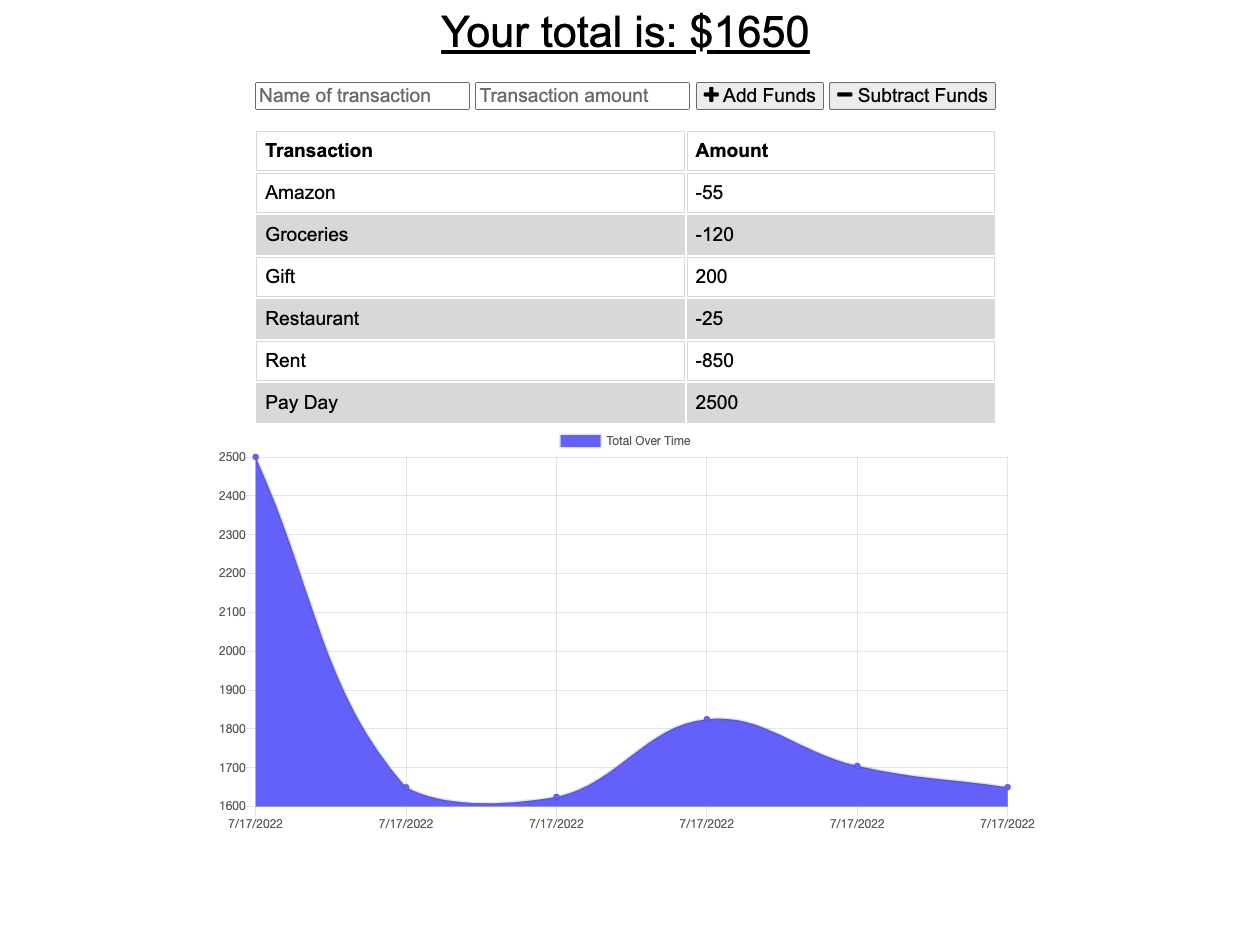 Your total is: $1650
Name of transaction Transaction amount + Add Funds − Subtract Funds
Transaction Amount
Amazon -55
Groceries -120
Gift 200
Restaurant -25
Rent -850
Pay Day 2500
Total Over Time
2500
2400
2300
2200
2100
2000
1900
1800
1700
1600
7/17/2022 7/17/2022 7/17/2022 7/17/2022 7/17/2022 7/17/2022